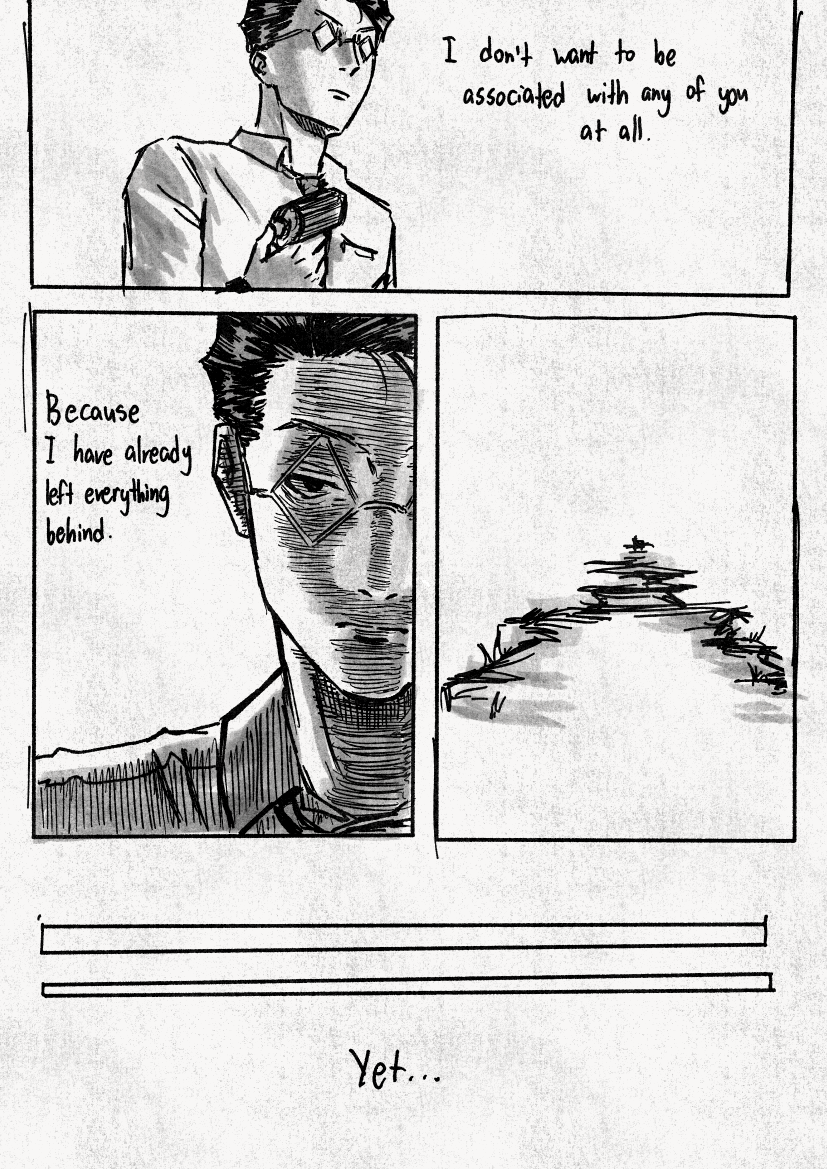 I don't want to be
associated with any of you
at all.
Because
I have already
left everything
behind.
Yet...